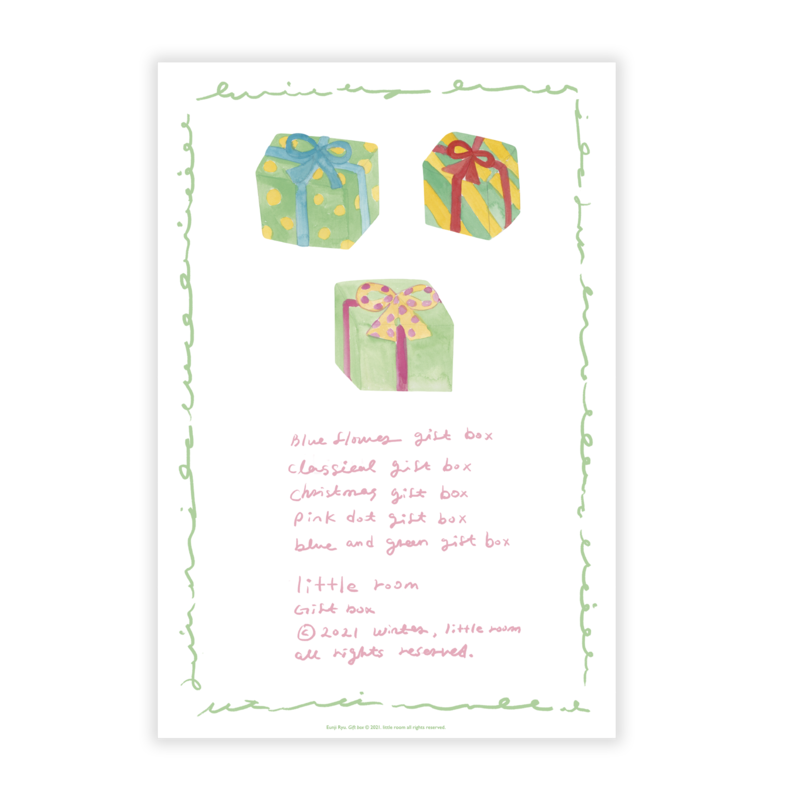 Blue flower gift box
classical gift box
christmas gift box
pink dot gift box
blue and green gift box
little room
Gift box
© 2021 winter, little room
all rights reserved.
Eunji Ryu. Gift box © 2021. little room all rights reserved.